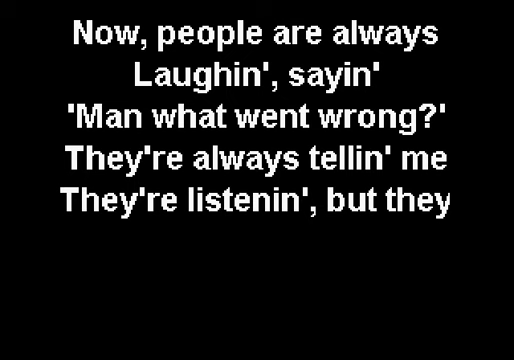 Now, people are always
Laughin', sayin'
'Man what went wrong?'
They're always tellin' me
They're listenin', but they